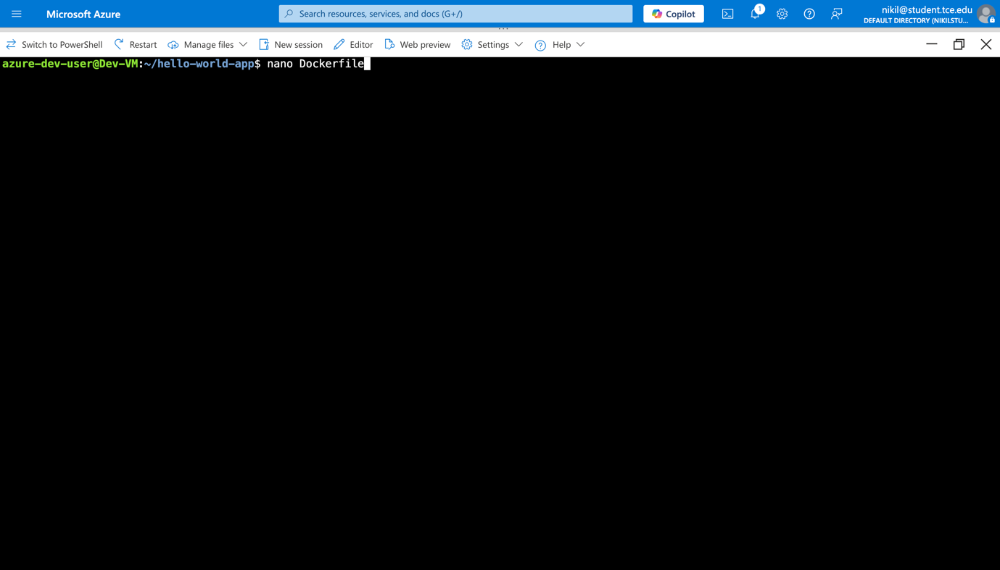 Microsoft Azure
Search resources, services, and docs (G+/)
Copilot
1
nikil@student.tce.edu
DEFAULT DIRECTORY (NIKILSTU...
Switch to PowerShell Restart Manage files New session Editor Web preview Settings Help
azure-dev-user@Dev-VM:~/hello-world-app$ nano Dockerfile